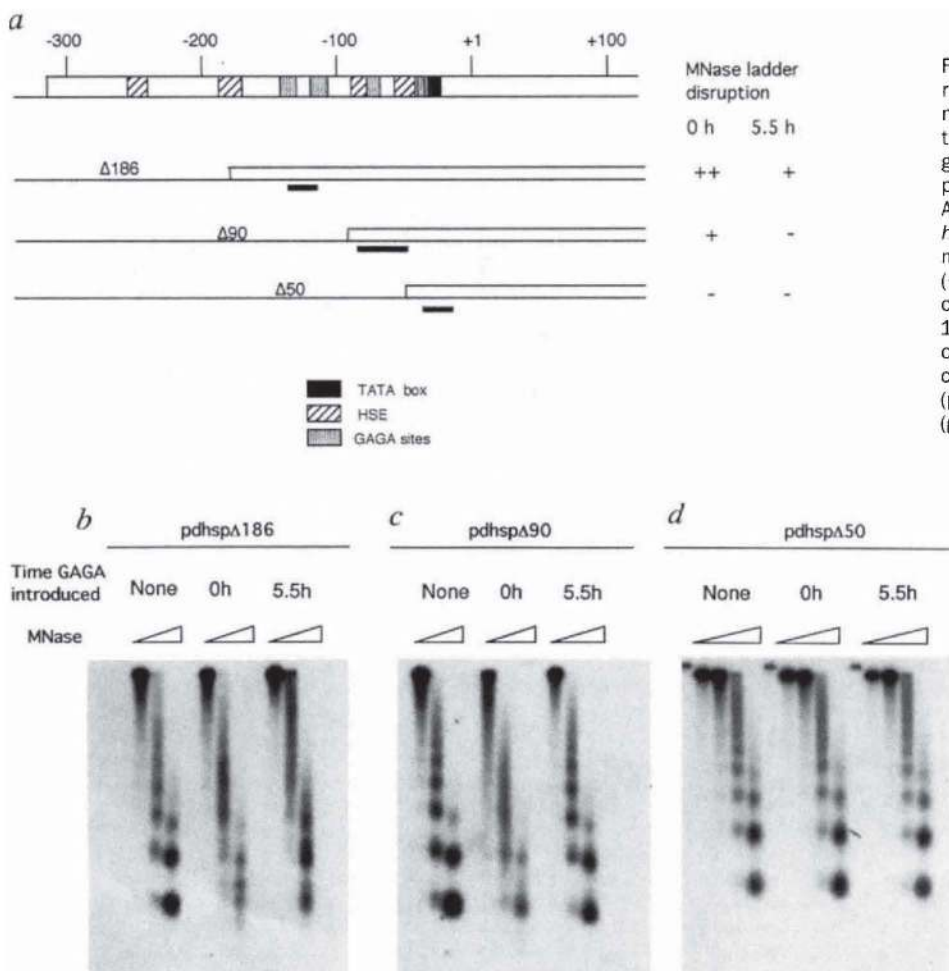 a
-300 -200 -100 +1 +100
MNase ladder
disruption
0 h 5.5 h
Δ186 ++ +
Δ90 + -
Δ50 - -
TATA box
HSE
GAGA sites
b c d
pdhspΔ186 pdhspΔ90 pdhspΔ50
Time GAGA
introduced None 0h 5.5h None 0h 5.5h None 0h 5.5h
MNase